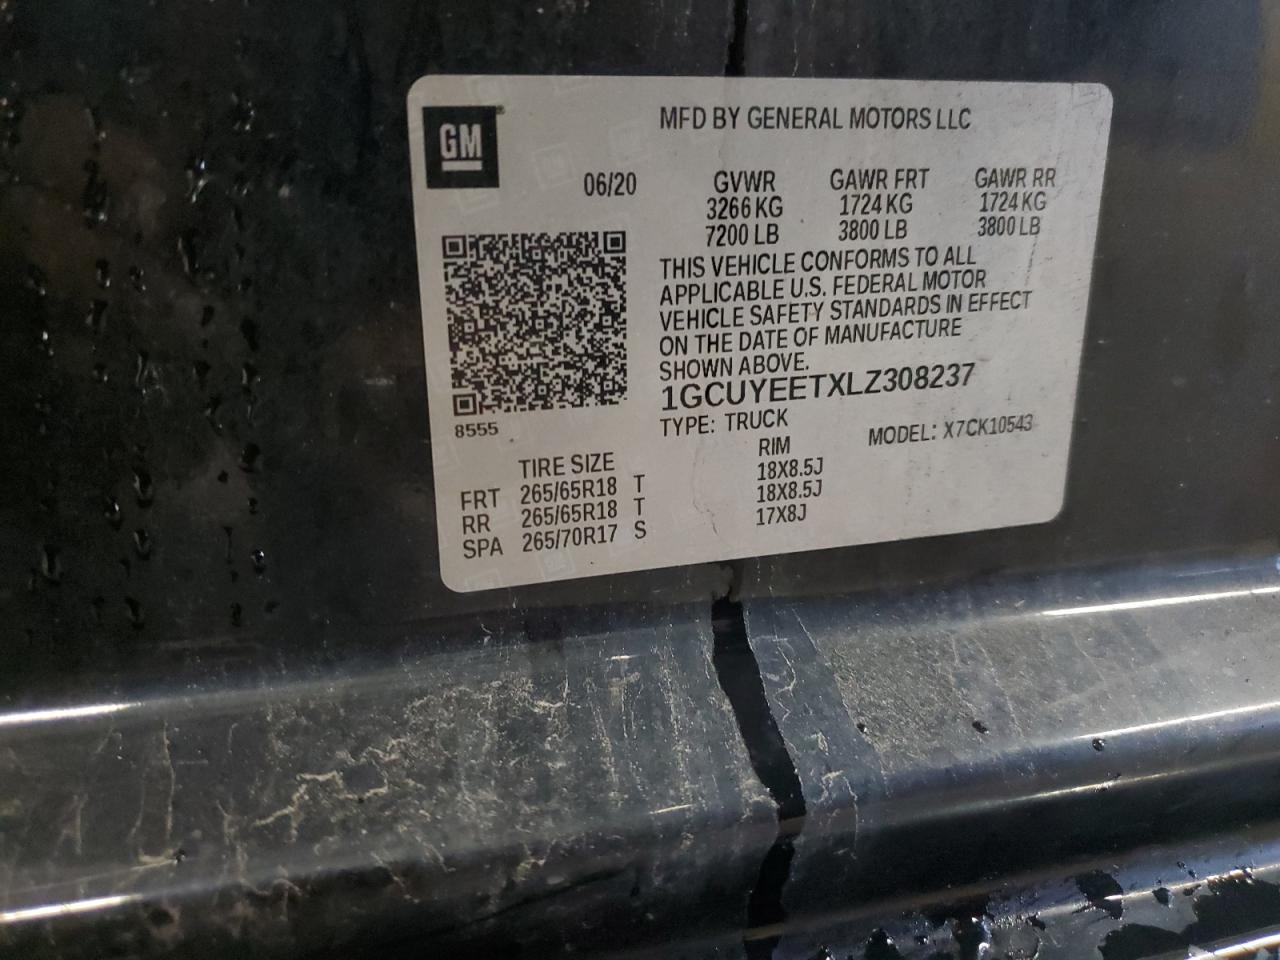 GM
MFD BY GENERAL MOTORS LLC
06/20 GVWR GAWR FRT GAWR RR
3266 KG 1724 KG 1724 KG
7200 LB 3800 LB 3800 LB
THIS VEHICLE CONFORMS TO ALL
APPLICABLE U.S. FEDERAL MOTOR
VEHICLE SAFETY STANDARDS IN EFFECT
ON THE DATE OF MANUFACTURE
SHOWN ABOVE.
1GCUYEETXLZ308237
8555
TYPE: TRUCK MODEL: X7CK10543
TIRE SIZE RIM
FRT 265/65R18 T 18X8.5J
RR 265/65R18 T 18X8.5J
SPA 265/70R17 S 17X8J